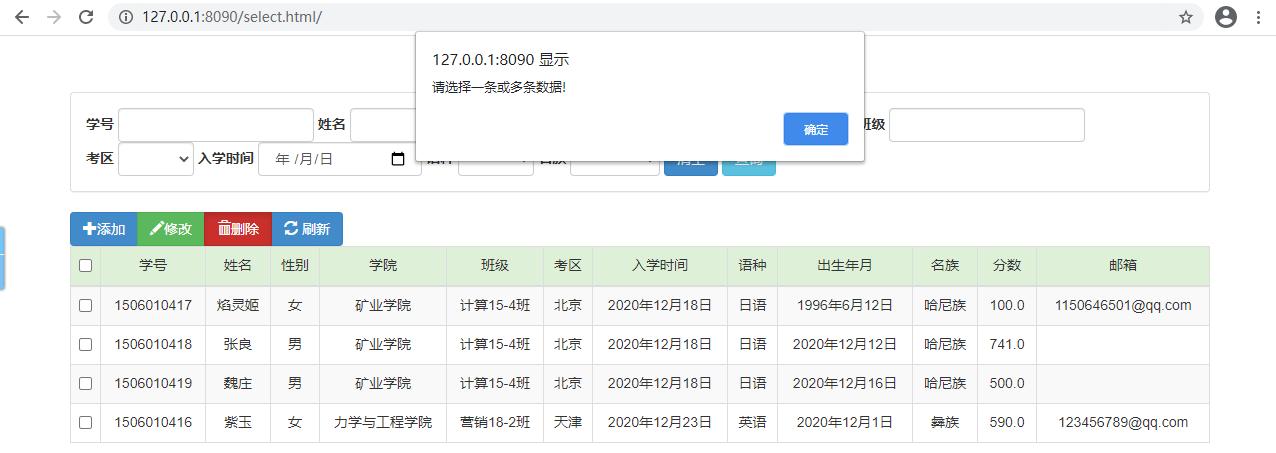 127.0.0.1:8090/select.html/
127.0.0.1:8090 显示
请选择一条或多条数据!
确定
学号 姓名 班级
考区 入学时间 年 /月/日 语种 名族 清空 查询
添加 修改 删除 刷新
学号 姓名 性别 学院 班级 考区 入学时间 语种 出生年月 名族 分数 邮箱
1506010417 焰灵姬 女 矿业学院 计算15-4班 北京 2020年12月18日 日语 1996年6月12日 哈尼族 100.0 1150646501@qq.com
1506010418 张良 男 矿业学院 计算15-4班 北京 2020年12月18日 日语 2020年12月12日 哈尼族 741.0
1506010419 魏庄 男 矿业学院 计算15-4班 北京 2020年12月18日 日语 2020年12月16日 哈尼族 500.0
1506010416 紫玉 女 力学与工程学院 营销18-2班 天津 2020年12月23日 英语 2020年12月1日 彝族 590.0 123456789@qq.com